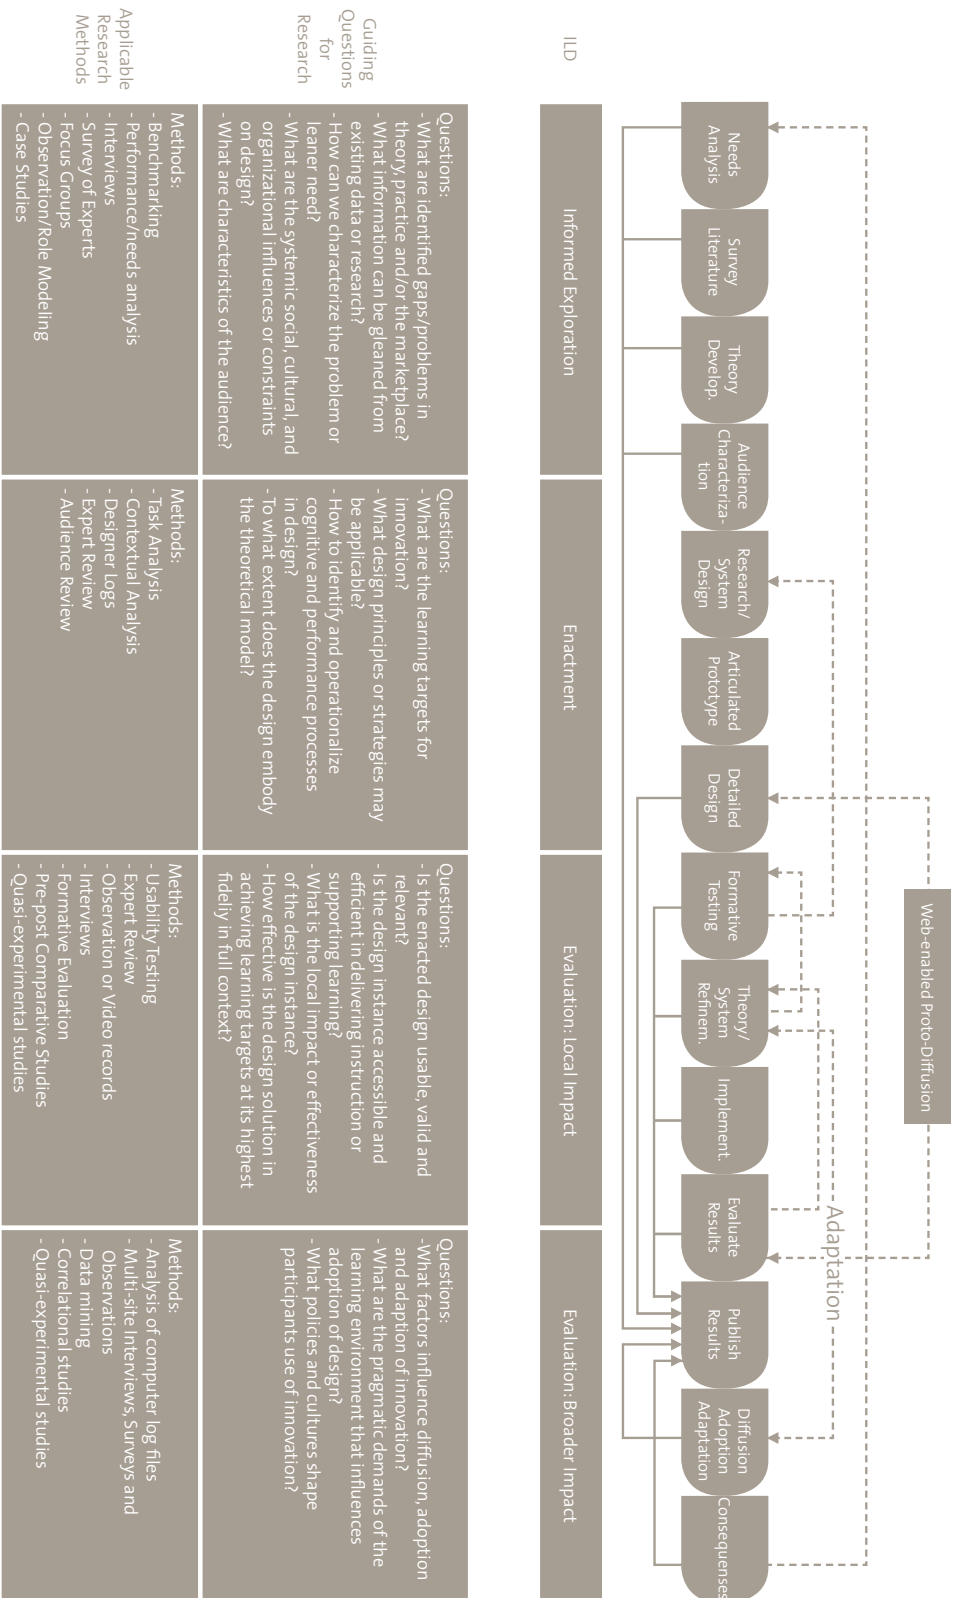 Web-enabled Proto-Diffusion
Adaptation
Needs
Analysis
Survey
Literature
Theory
Develop.
Audience
Characteriza-
tion
Research/
System
Design
Articulated
Prototype
Detailed
Design
Formative
Testing
Theory/
System
Refinem.
Implement.
Evaluate
Results
Publish
Results
Diffusion
Adoption
Adaptation
Consequenses
ILD
Informed Exploration
Enactment
Evaluation: Local Impact
Evaluation: Broader Impact
Guiding
Questions
for
Research
Questions:
- What are identified gaps/problems in
theory, practice and/or the marketplace?
- What information can be gleaned from
existing data or research?
- How can we characterize the problem or
leaner need?
- What are the systemic social, cultural, and
organizational influences or constraints
on design?
- What are characteristics of the audience?
Questions:
- What are the learning targets for
innovation?
- What design principles or strategies may
be applicable?
- How to identify and operationalize
cognitive and performance processes
in design?
- To what extent does the design embody
the theoretical model?
Questions:
- Is the enacted design usable, valid and
relevant?
- Is the design instance accessible and
efficient in delivering instruction or
supporting learning?
- What is the local impact or effectiveness
of the design instance?
- How effective is the design solution in
achieving learning targets at its highest
fideliy in full context?
Questions:
- What factors influence diffusion, adoption
and adaption of innovation?
- What are the pragmatic demands of the
learning environment that influences
adoption of design?
- What policies and cultures shape
participants use of innovation?
Applicable
Research
Methods
Methods:
- Benchmarking
- Performance/needs analysis
- Interviews
- Survey of Experts
- Focus Groups
- Observation/Role Modeling
- Case Studies
Methods:
- Task Analysis
- Contextual Analysis
- Designer Logs
- Expert Review
- Audience Review
Methods:
- Usability Testing
- Expert Review
- Observation or Video records
- Interviews
- Formative Evaluation
- Pre-post Comparative Studies
- Quasi-experimental studies
Methods:
- Analysis of computer log files
- Multi-site Interviews, Surveys and
Observations
- Data mining
- Correlational studies
- Quasi-experimental studies